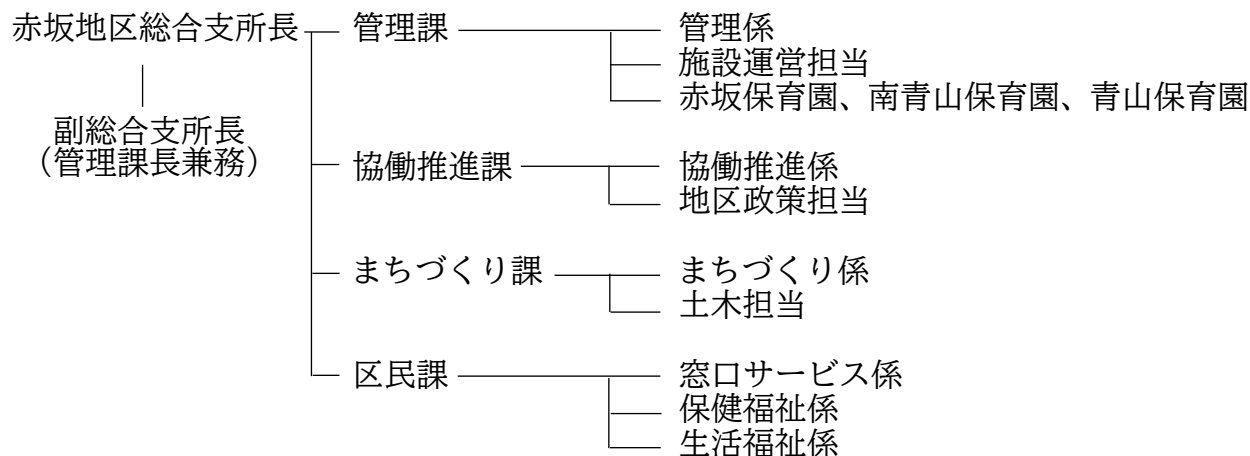 赤坂地区総合支所長
副総合支所長
（管理課長兼務）
管理課
管理係
施設運営担当
赤坂保育園、南青山保育園、青山保育園
協働推進課
協働推進係
地区政策担当
まちづくり課
まちづくり係
土木担当
区民課
窓口サービス係
保健福祉係
生活福祉係